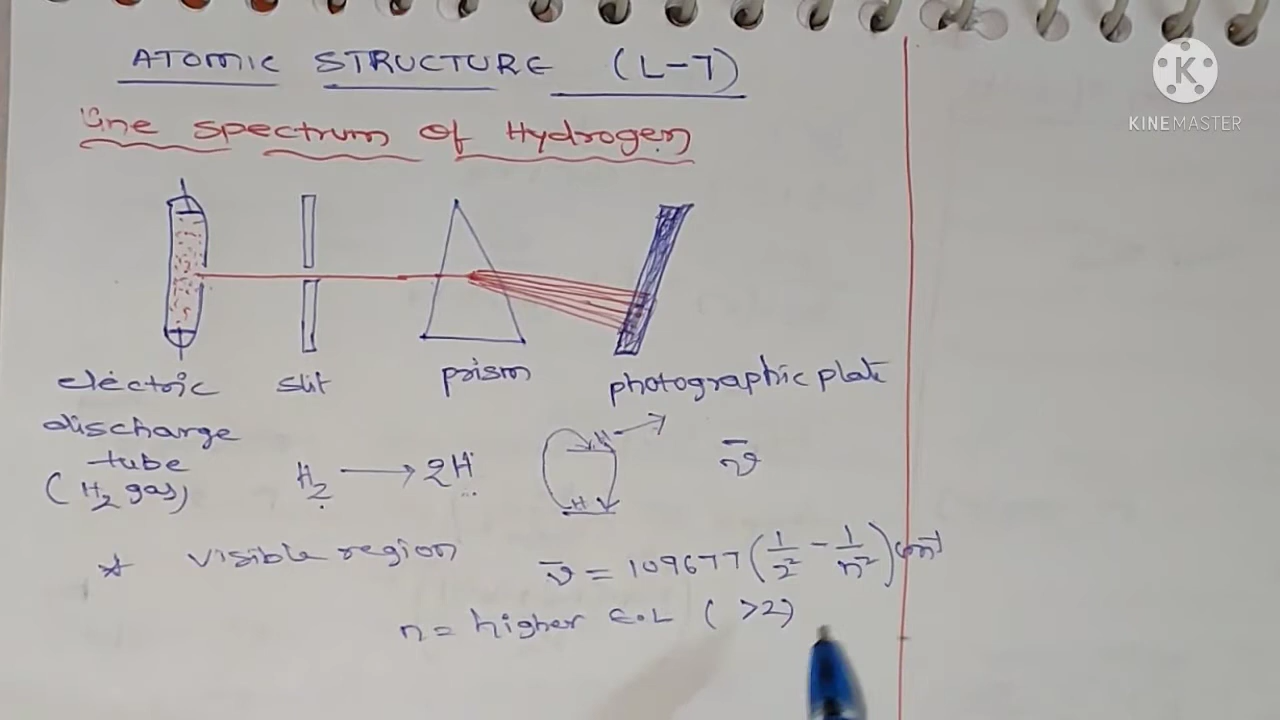 ATOMIC STRUCTURE (L-7)
KINEMASTER
Line spectrum of Hydrogen
electric discharge tube (H₂ gas)
slit
prism
photographic plate
H₂ → 2H
H
H
ν̄
* visible region
ν̄ = 109677 (1/2² - 1/n²) cm⁻¹
n = higher E.L (>2)